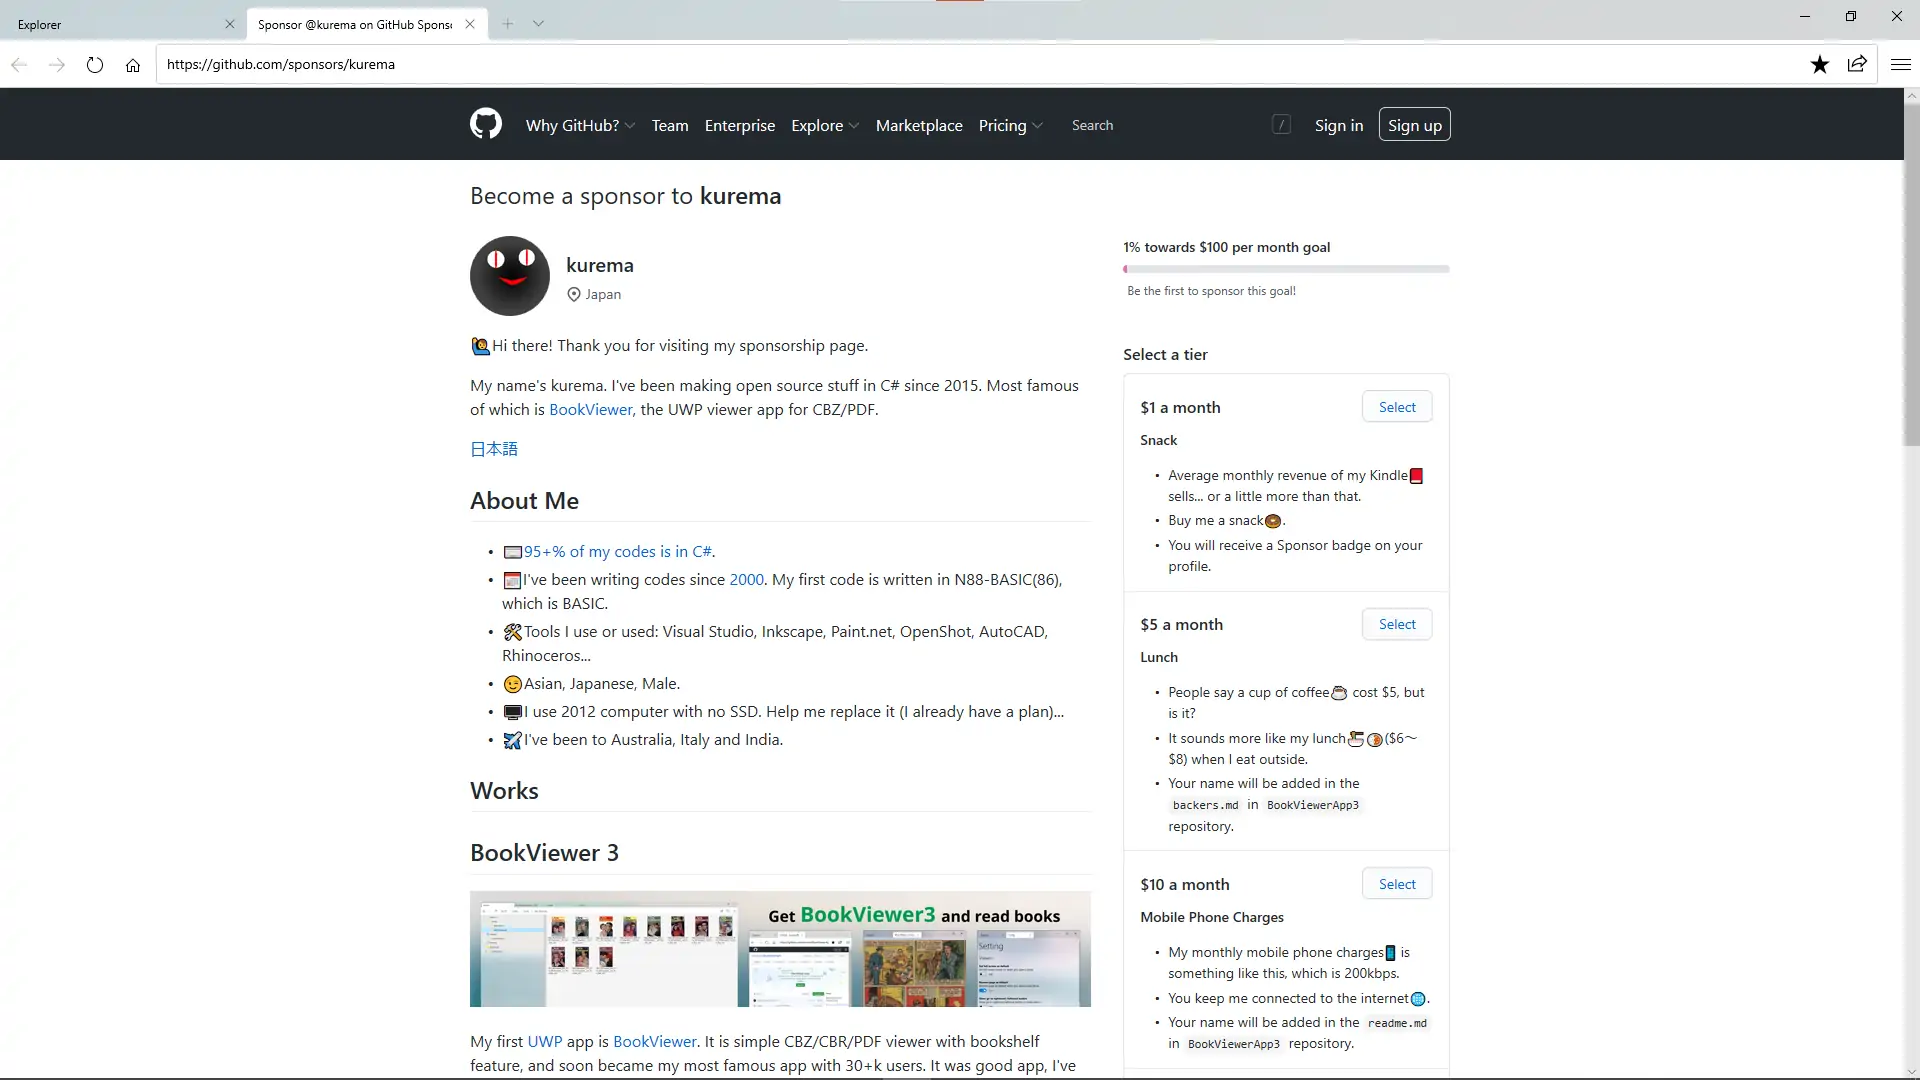 Explorer
Sponsor @kurema on GitHub Spons
https://github.com/sponsors/kurema
Why GitHub? Team Enterprise Explore Marketplace Pricing Search / Sign in Sign up
Become a sponsor to kurema
kurema
Japan
Hi there! Thank you for visiting my sponsorship page.
My name's kurema. I've been making open source stuff in C# since 2015. Most famous
of which is BookViewer, the UWP viewer app for CBZ/PDF.
日本語
About Me
95+% of my codes is in C#.
I've been writing codes since 2000. My first code is written in N88-BASIC(86),
which is BASIC.
Tools I use or used: Visual Studio, Inkscape, Paint.net, OpenShot, AutoCAD,
Rhinoceros...
Asian, Japanese, Male.
I use 2012 computer with no SSD. Help me replace it (I already have a plan)...
I've been to Australia, Italy and India.
Works
BookViewer 3
Get BookViewer3 and read books
Setting
My first UWP app is BookViewer. It is simple CBZ/CBR/PDF viewer with bookshelf
feature, and soon became my most famous app with 30+k users. It was good app, I've
1% towards $100 per month goal
Be the first to sponsor this goal!
Select a tier
$1 a month Select
Snack
Average monthly revenue of my Kindle
sells... or a little more than that.
Buy me a snack.
You will receive a Sponsor badge on your
profile.
$5 a month Select
Lunch
People say a cup of coffee cost $5, but
is it?
It sounds more like my lunch($6～
$8) when I eat outside.
Your name will be added in the
backers.md in BookViewerApp3
repository.
$10 a month Select
Mobile Phone Charges
My monthly mobile phone charges is
something like this, which is 200kbps.
You keep me connected to the internet.
Your name will be added in the readme.md
in BookViewerApp3 repository.